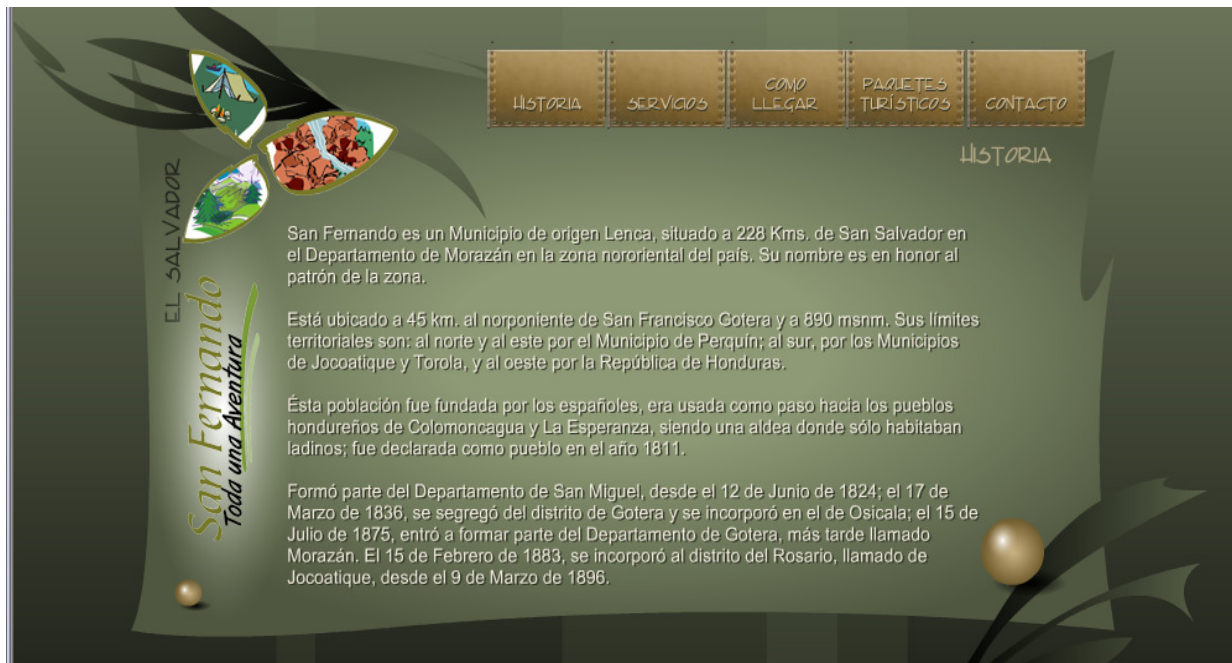 HISTORIA
SERVICIOS
COMO
LLEGAR
PAQUETES
TURÍSTICOS
CONTACTO
HISTORIA
EL SALVADOR
San Fernando
Toda una Aventura
San Fernando es un Municipio de origen Lenca, situado a 228 Kms. de San Salvador en
el Departamento de Morazán en la zona nororiental del país. Su nombre es en honor al
patrón de la zona.
Está ubicado a 45 km. al norponiente de San Francisco Gotera y a 890 msnm. Sus límites
territoriales son: al norte y al este por el Municipio de Perquín; al sur, por los Municipios
de Jocoatique y Torola, y al oeste por la República de Honduras.
Ésta población fue fundada por los españoles, era usada como paso hacia los pueblos
hondureños de Colomoncagua y La Esperanza, siendo una aldea donde sólo habitaban
ladinos; fue declarada como pueblo en el año 1811.
Formó parte del Departamento de San Miguel, desde el 12 de Junio de 1824; el 17 de
Marzo de 1836, se segregó del distrito de Gotera y se incorporó en el de Osicala; el 15 de
Julio de 1875, entró a formar parte del Departamento de Gotera, más tarde llamado
Morazán. El 15 de Febrero de 1883, se incorporó al distrito del Rosario, llamado de
Jocoatique, desde el 9 de Marzo de 1896.